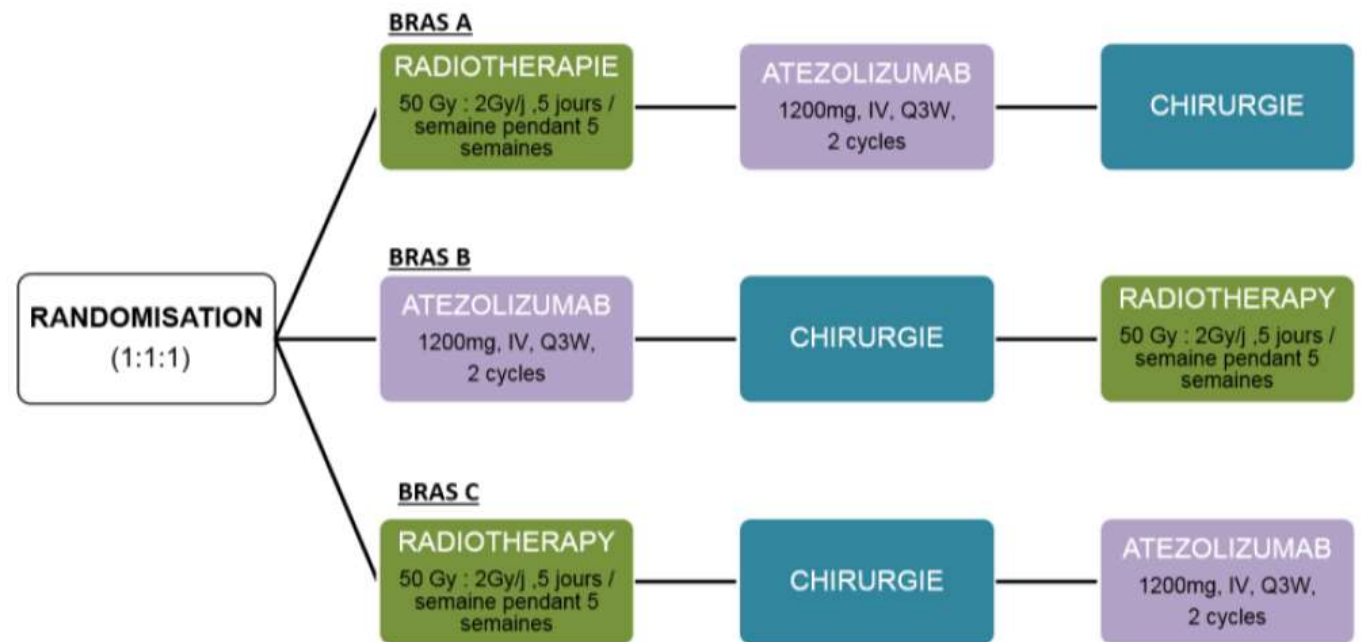 BRAS A
RADIOTHERAPIE
50 Gy : 2Gy/j ,5 jours /
semaine pendant 5
semaines
ATEZOLIZUMAB
1200mg, IV, Q3W,
2 cycles
CHIRURGIE
RANDOMISATION
(1:1:1)
BRAS B
ATEZOLIZUMAB
1200mg, IV, Q3W,
2 cycles
CHIRURGIE
RADIOTHERAPY
50 Gy : 2Gy/j ,5 jours /
semaine pendant 5
semaines
BRAS C
RADIOTHERAPY
50 Gy : 2Gy/j ,5 jours /
semaine pendant 5
semaines
CHIRURGIE
ATEZOLIZUMAB
1200mg, IV, Q3W,
2 cycles